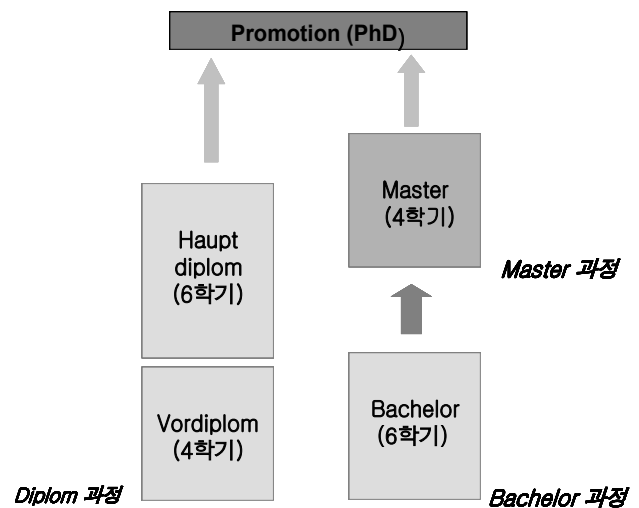 Promotion (PhD)
Master
(4학기)
Haupt
diplom
(6학기)
Master 과정
Vordiplom
(4학기)
Bachelor
(6학기)
Diplom 과정
Bachelor 과정